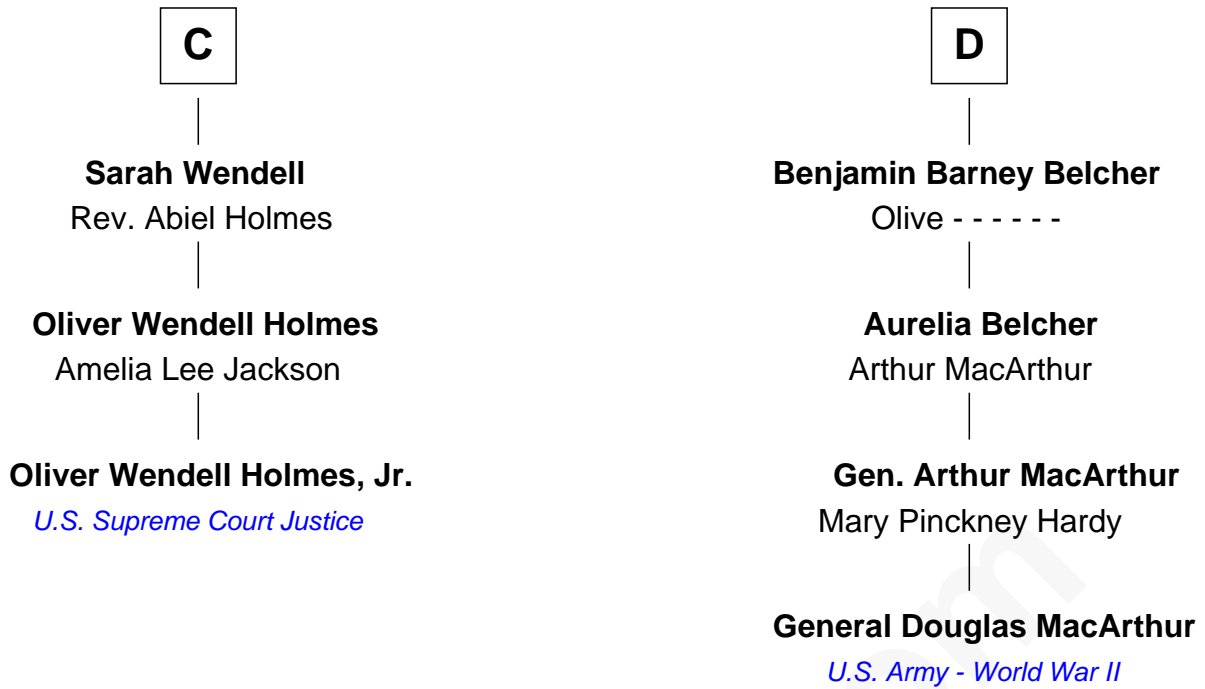 C
Sarah Wendell
Rev. Abiel Holmes
Oliver Wendell Holmes
Amelia Lee Jackson
Oliver Wendell Holmes, Jr.
U.S. Supreme Court Justice
D
Benjamin Barney Belcher
Olive - - - - - -
Aurelia Belcher
Arthur MacArthur
Gen. Arthur MacArthur
Mary Pinckney Hardy
General Douglas MacArthur
U.S. Army - World War II